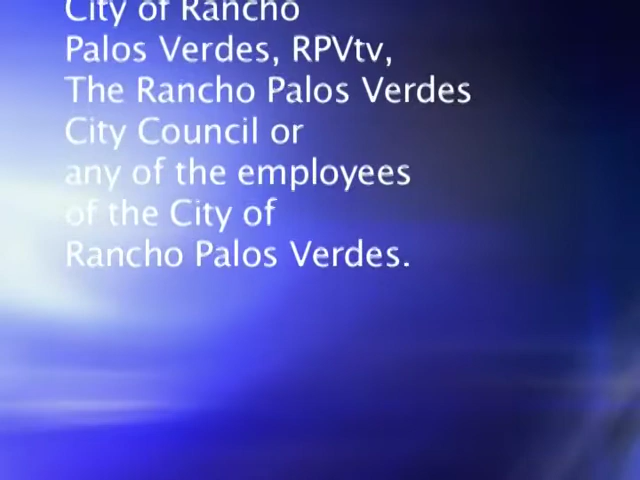 City of Rancho
Palos Verdes, RPVtv,
The Rancho Palos Verdes
City Council or
any of the employees
of the City of
Rancho Palos Verdes.